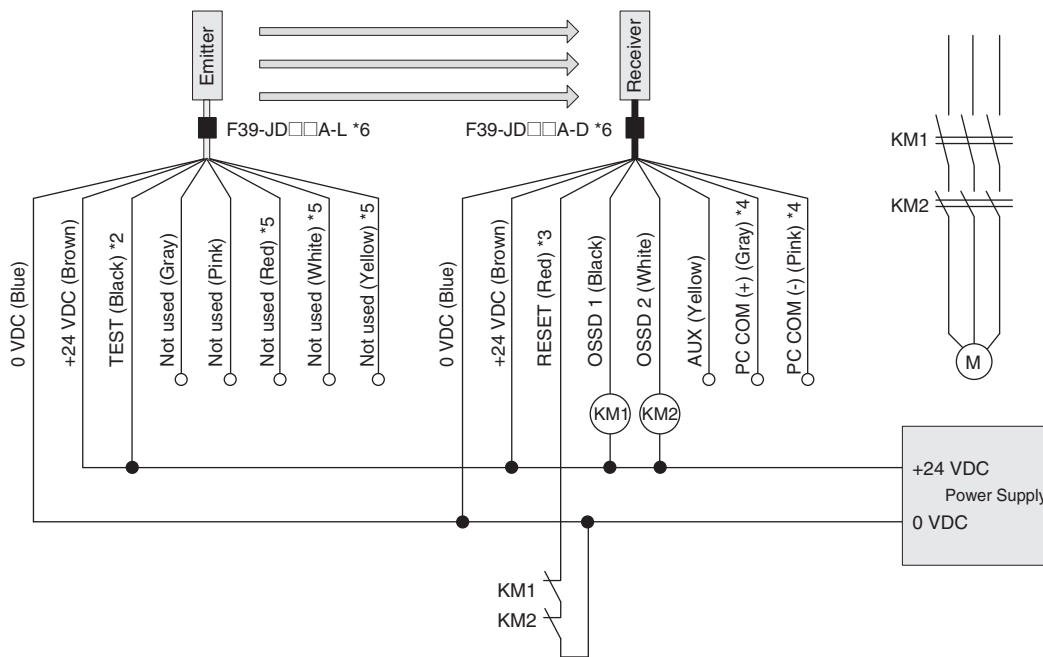 Emitter
Receiver
F39-JD□□A-L *6
F39-JD□□A-D *6
KM1
KM2
M
0 VDC (Blue)
+24 VDC (Brown)
TEST (Black) *2
Not used (Gray)
Not used (Pink)
Not used (Red) *5
Not used (White) *5
Not used (Yellow) *5
0 VDC (Blue)
+24 VDC (Brown)
RESET (Red) *3
OSSD 1 (Black)
OSSD 2 (White)
AUX (Yellow)
PC COM (+) (Gray) *4
PC COM (-) (Pink) *4
KM1
KM2
+24 VDC
Power Supply
0 VDC
KM1
KM2